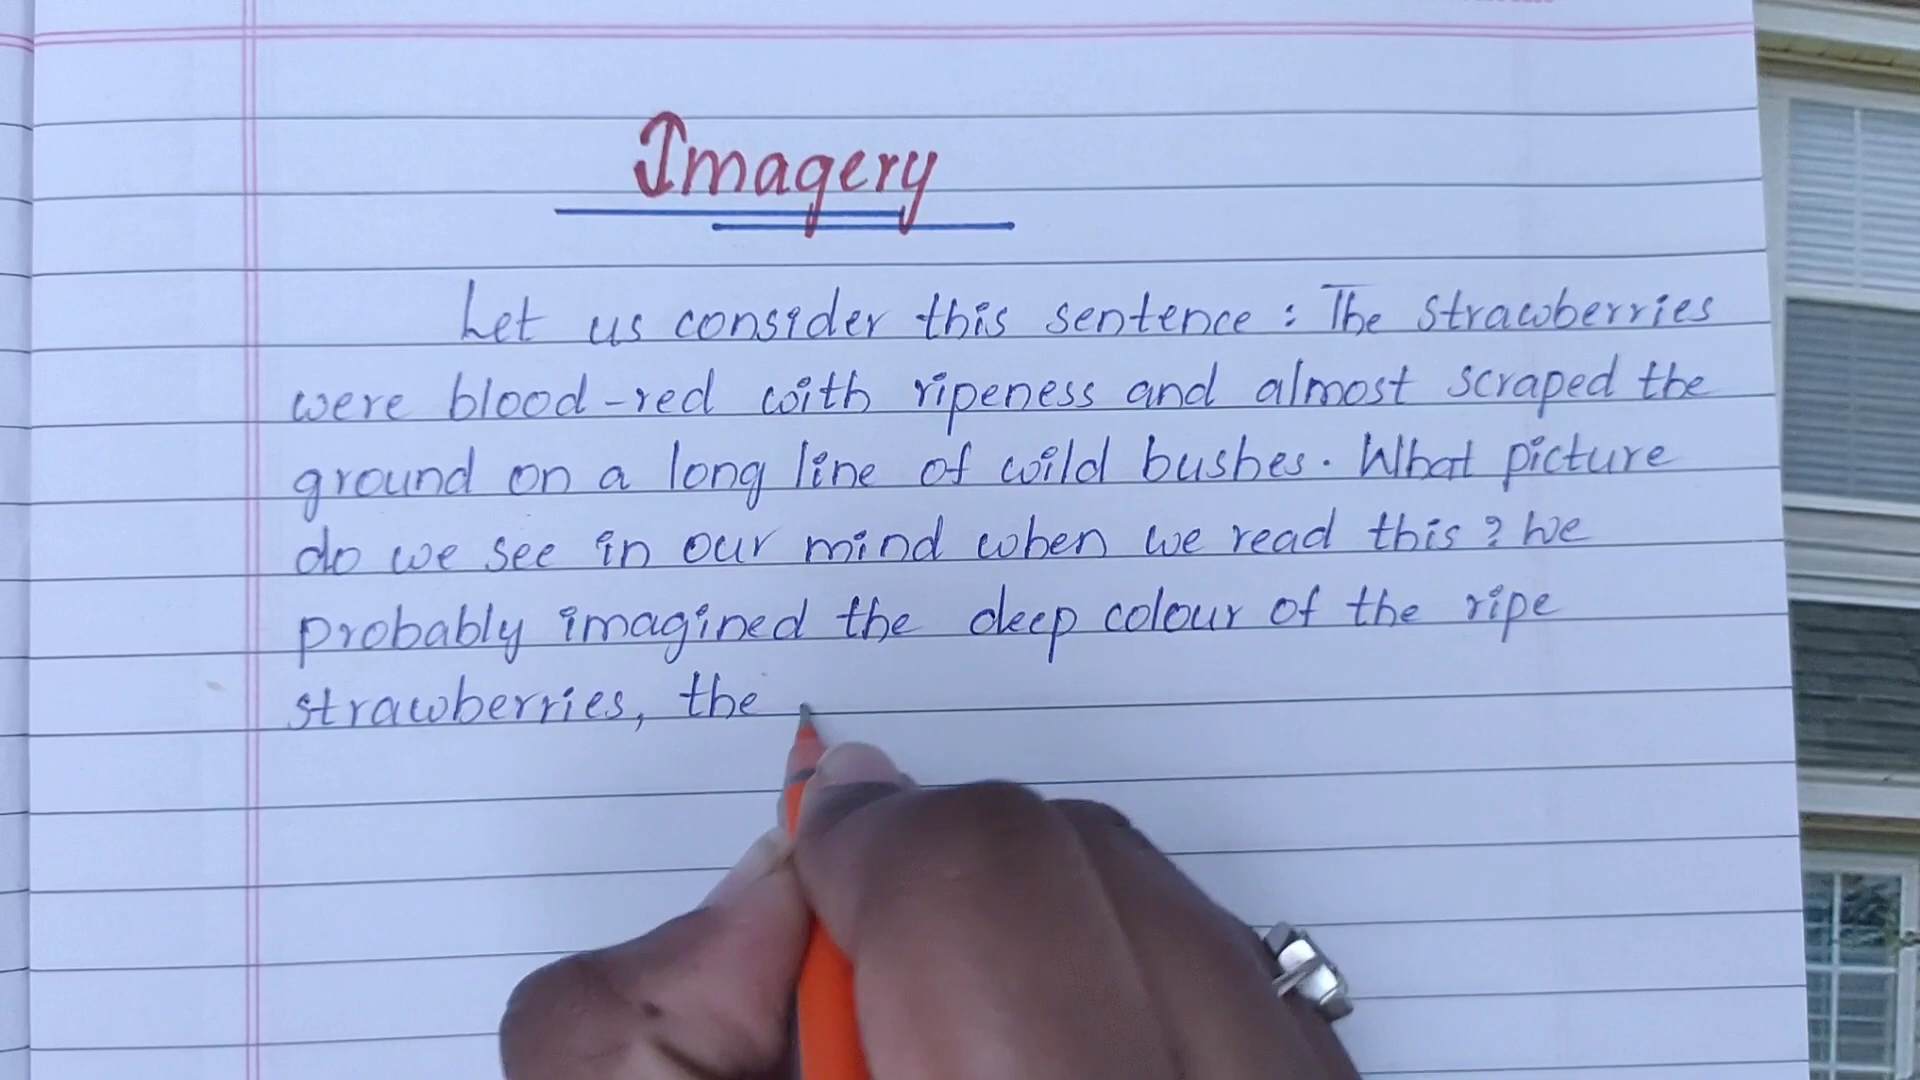 Imagery
Let us consider this sentence : The strawberries
were blood-red with ripeness and almost scraped the
ground on a long line of wild bushes. What picture
do we see in our mind when we read this ? We
probably imagined the deep colour of the ripe
strawberries, the